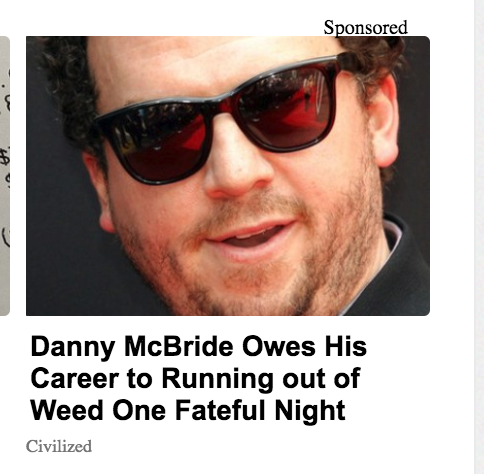 Sponsored
Danny McBride Owes His
Career to Running out of
Weed One Fateful Night
Civilized